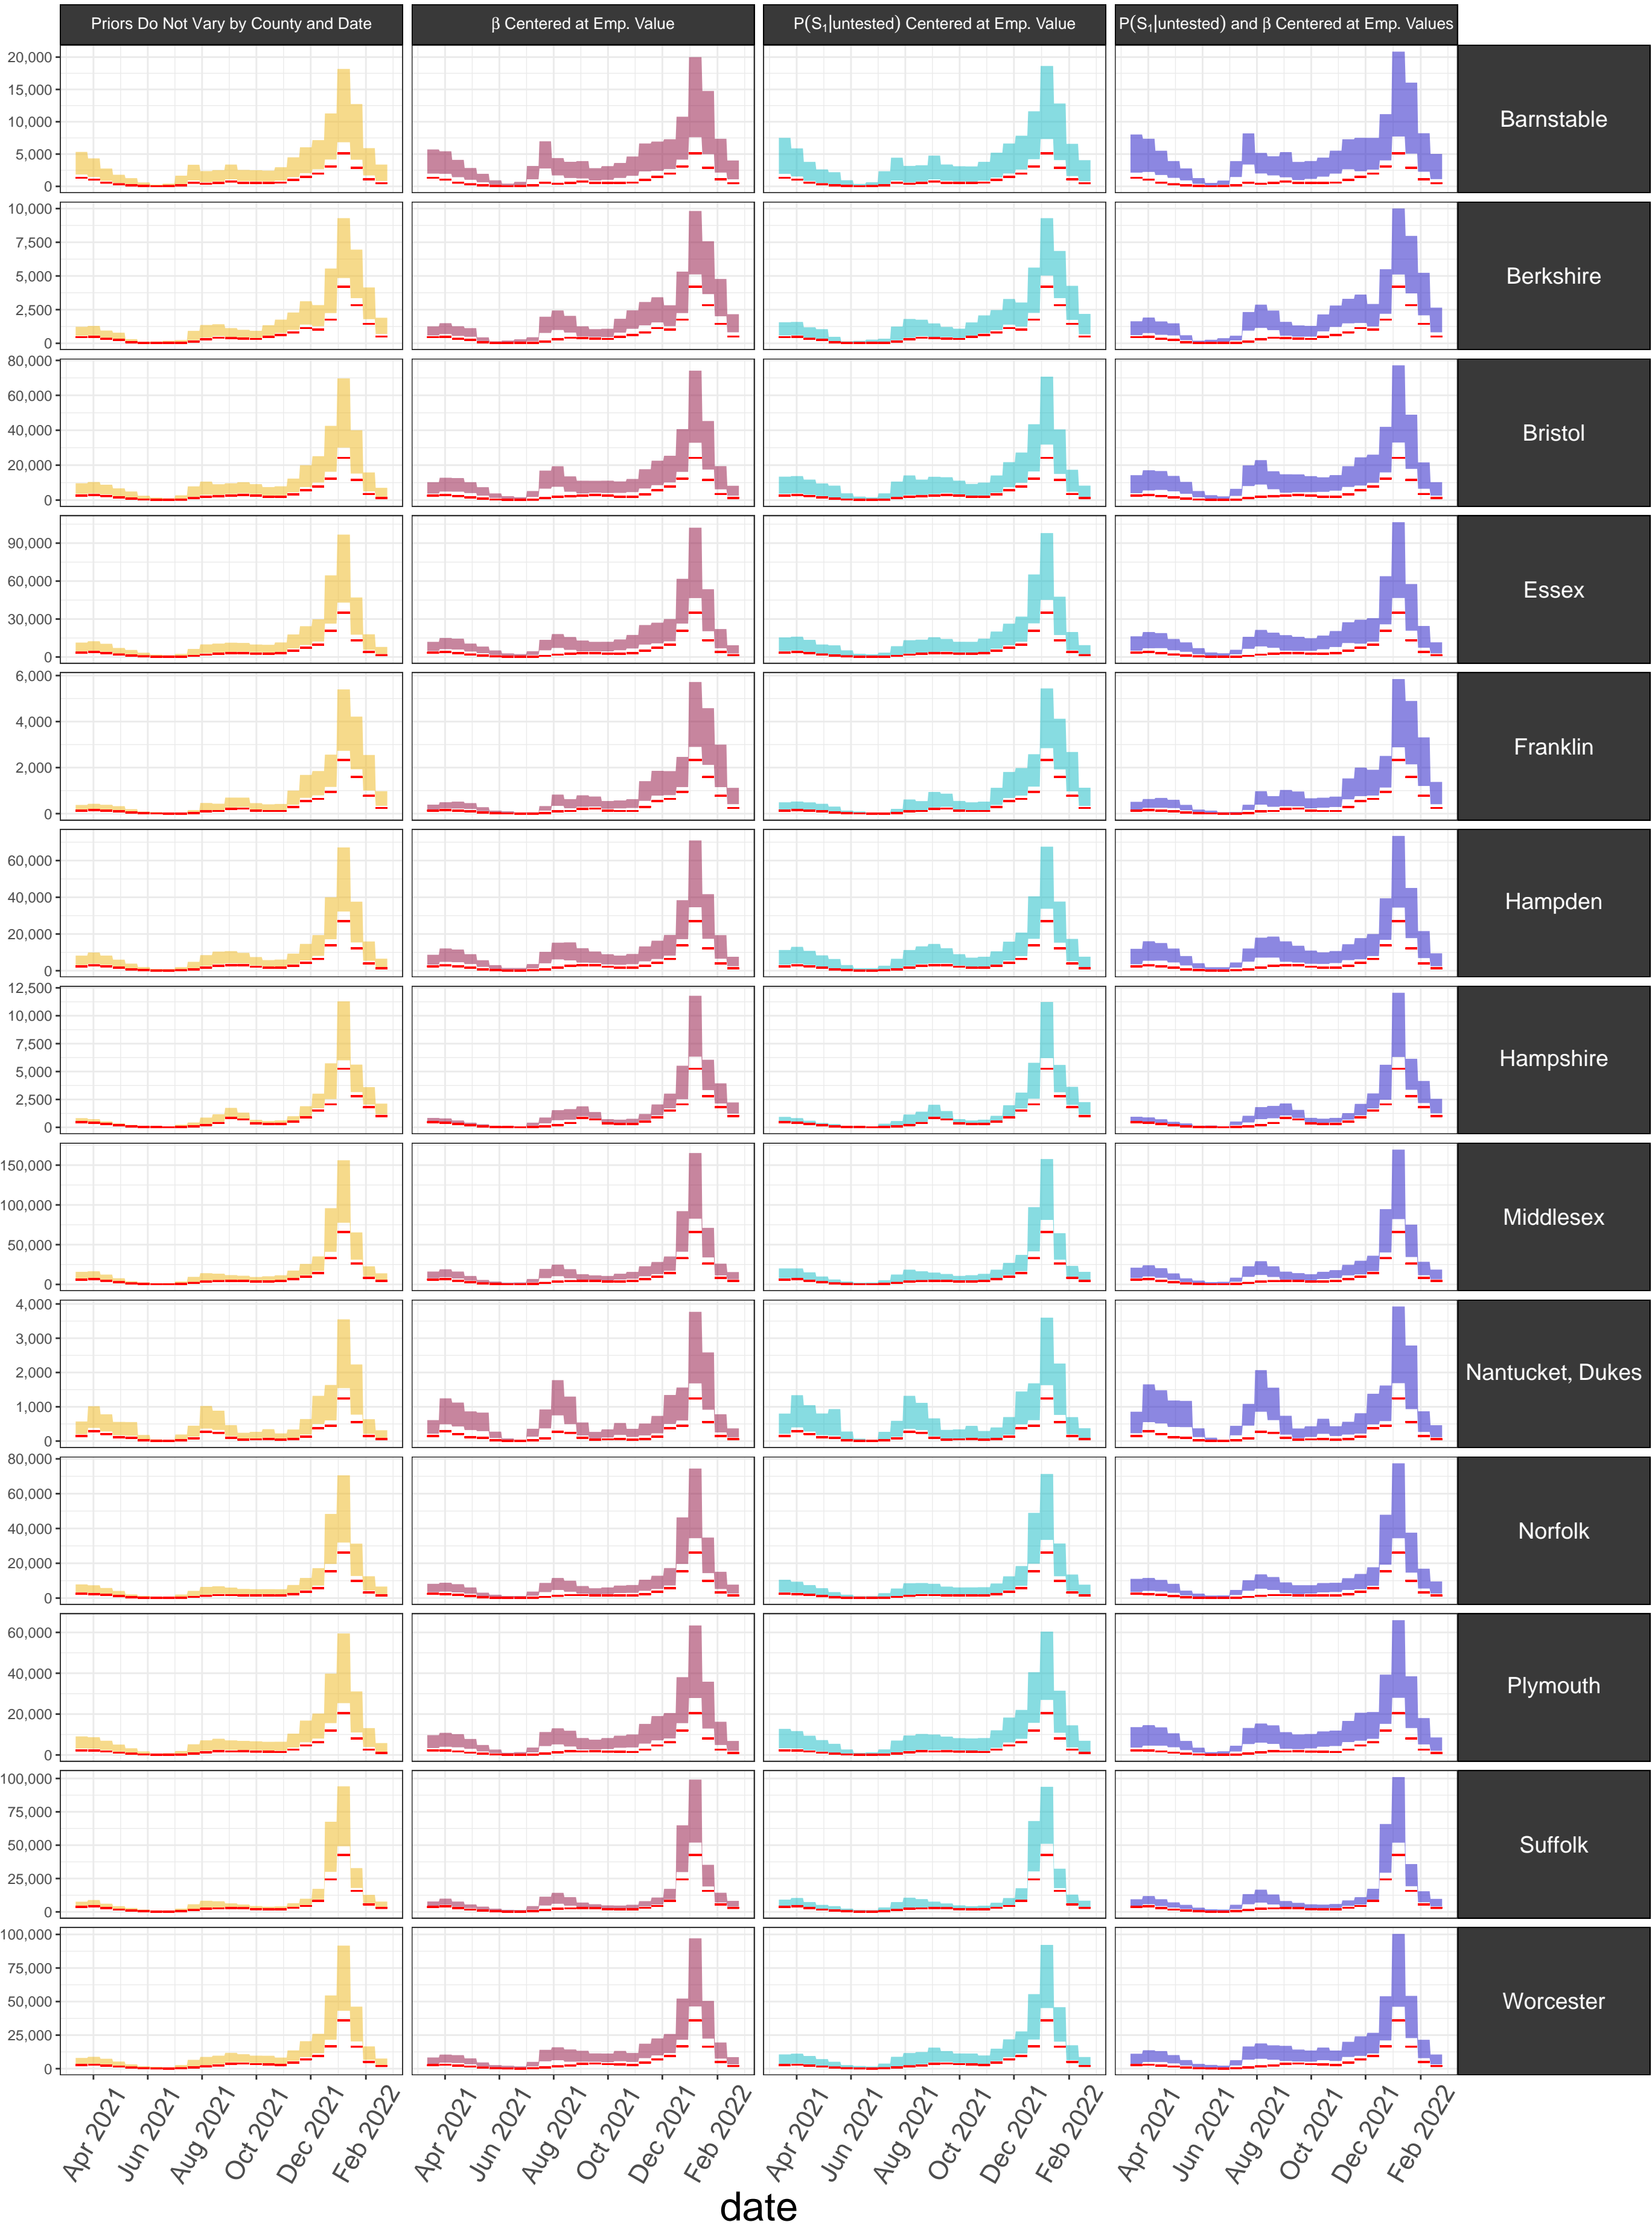 Priors Do Not Vary by County and Date
β Centered at Emp. Value
P(S₁|untested) Centered at Emp. Value
P(S₁|untested) and β Centered at Emp. Values
20,000
15,000
10,000
5,000
0
Barnstable
10,000
7,500
5,000
2,500
0
Berkshire
80,000
60,000
40,000
20,000
0
Bristol
90,000
60,000
30,000
0
Essex
6,000
4,000
2,000
0
Franklin
60,000
40,000
20,000
0
Hampden
12,500
10,000
7,500
5,000
2,500
0
Hampshire
150,000
100,000
50,000
0
Middlesex
4,000
3,000
2,000
1,000
0
Nantucket, Dukes
80,000
60,000
40,000
20,000
0
Norfolk
60,000
40,000
20,000
0
Plymouth
100,000
75,000
50,000
25,000
0
Suffolk
100,000
75,000
50,000
25,000
0
Worcester
Apr 2021
Jun 2021
Aug 2021
Oct 2021
Dec 2021
Feb 2022
Apr 2021
Jun 2021
Aug 2021
Oct 2021
Dec 2021
Feb 2022
Apr 2021
Jun 2021
Aug 2021
Oct 2021
Dec 2021
Feb 2022
Apr 2021
Jun 2021
Aug 2021
Oct 2021
Dec 2021
Feb 2022
date